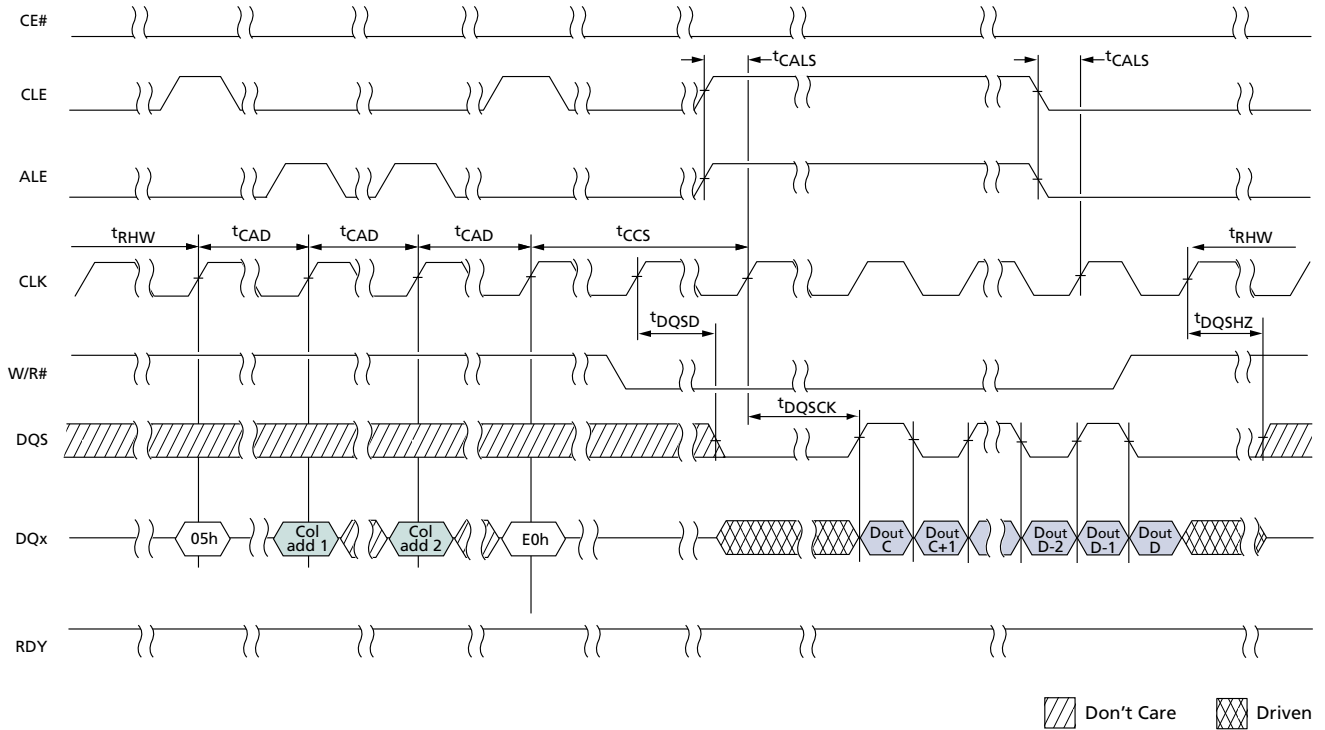 CE#
tCALS
tCALS
CLE
ALE
tRHW
tCAD
tCAD
tCAD
tCCS
tRHW
CLK
tDQSD
tDQSHZ
W/R#
tDQSCK
DQS
DQx
05h
Col
add 1
Col
add 2
E0h
Dout
C
Dout
C+1
Dout
D-2
Dout
D-1
Dout
D
RDY
Don't Care
Driven